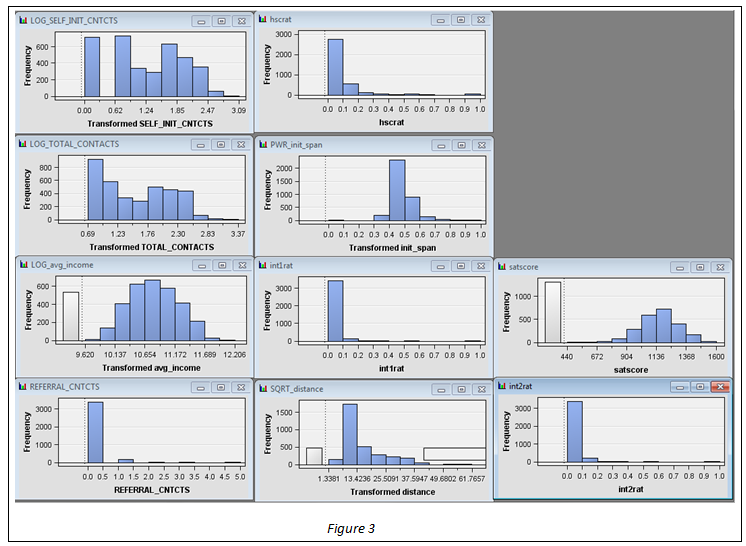 LOG_SELF_INIT_CNTCTS
Frequency
600
400
200
0
0.00 0.62 1.24 1.85 2.47 3.09
Transformed SELF_INIT_CNTCTS
hscrat
Frequency
3000
2000
1000
0
0.0 0.1 0.2 0.3 0.4 0.5 0.6 0.7 0.8 0.9 1.0
hscrat
LOG_TOTAL_CONTACTS
Frequency
800
600
400
200
0
0.69 1.23 1.76 2.30 2.83 3.37
Transformed TOTAL_CONTACTS
PWR_init_span
Frequency
2000
1500
1000
500
0
0.0 0.1 0.2 0.3 0.4 0.5 0.6 0.7 0.8 0.9 1.0
Transformed init_span
LOG_avg_income
Frequency
600
400
200
0
9.620 10.137 10.654 11.172 11.689 12.206
Transformed avg_income
int1rat
Frequency
3000
2000
1000
0
0.0 0.1 0.2 0.3 0.4 0.5 0.6 0.7 0.8 0.9 1.0
int1rat
satscore
Frequency
1000
500
0
440 672 904 1136 1368 1600
satscore
REFERRAL_CNTCTS
Frequency
3000
2000
1000
0
0.0 0.5 1.0 1.5 2.0 2.5 3.0 3.5 4.0 4.5 5.0
REFERRAL_CNTCTS
SQRT_distance
Frequency
1500
1000
500
0
1.3381 13.4236 25.5091 37.5947 49.6802 61.7657
Transformed distance
int2rat
Frequency
3000
2000
1000
0
0.0 0.1 0.2 0.3 0.4 0.5 0.6 0.7 0.8 0.9 1.0
int2rat
Figure 3